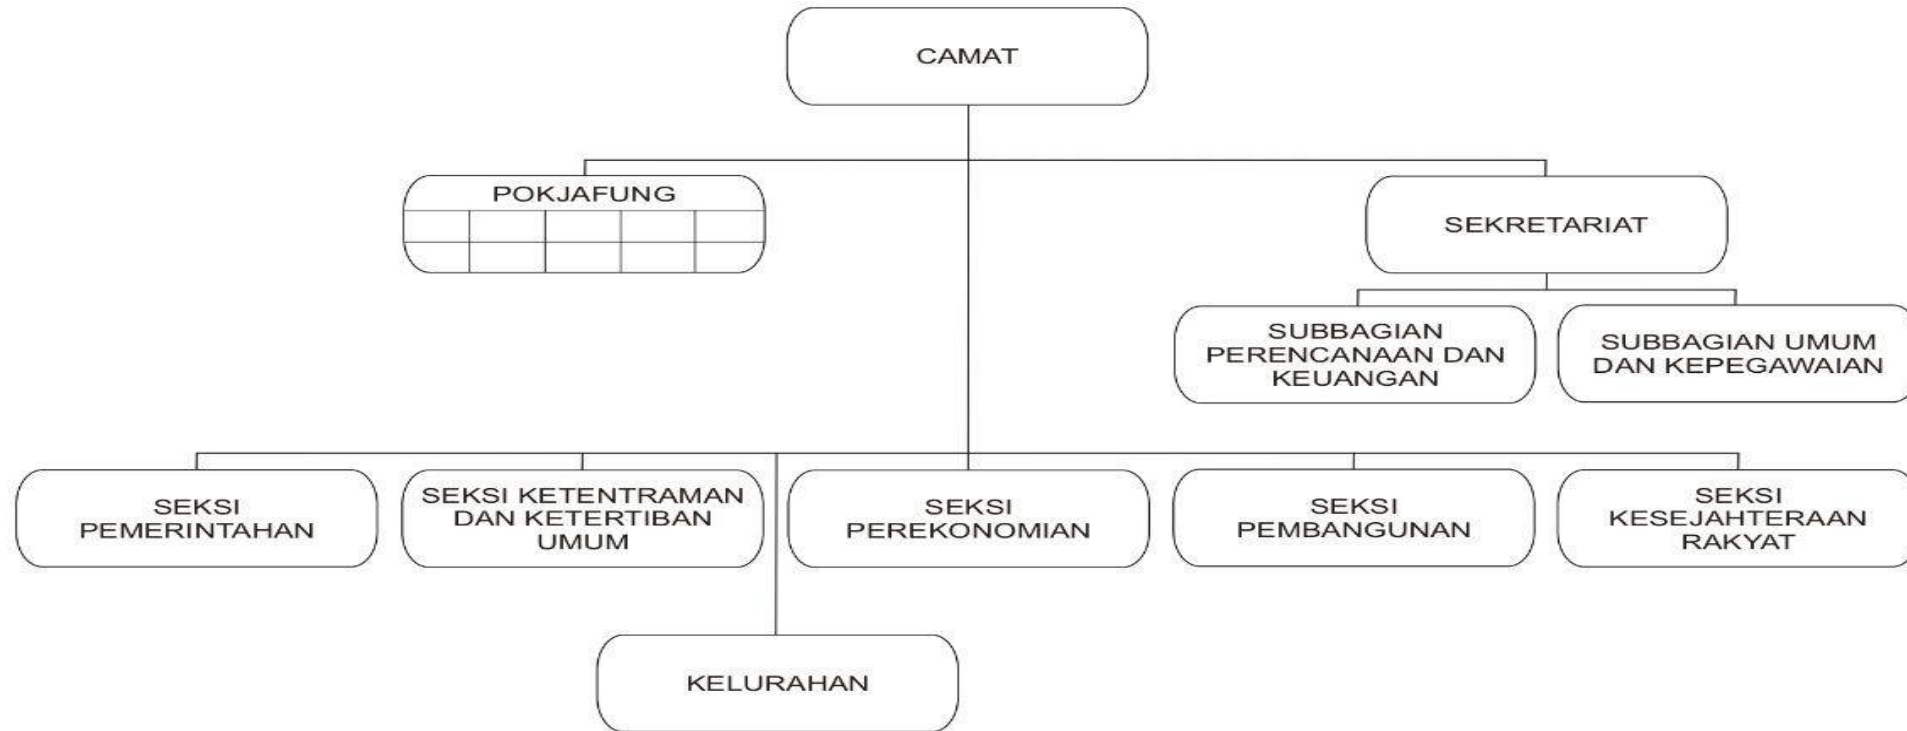 CAMAT
POKJAFUNG
SEKRETARIAT
SUBBAGIAN
PERENCANAAN DAN
KEUANGAN
SUBBAGIAN UMUM
DAN KEPEGAWAIAN
SEKSI
PEMERINTAHAN
SEKSI KETENTRAMAN
DAN KETERTIBAN
UMUM
SEKSI
PEREKONOMIAN
SEKSI
PEMBANGUNAN
SEKSI
KESEJAHTERAAN
RAKYAT
KELURAHAN